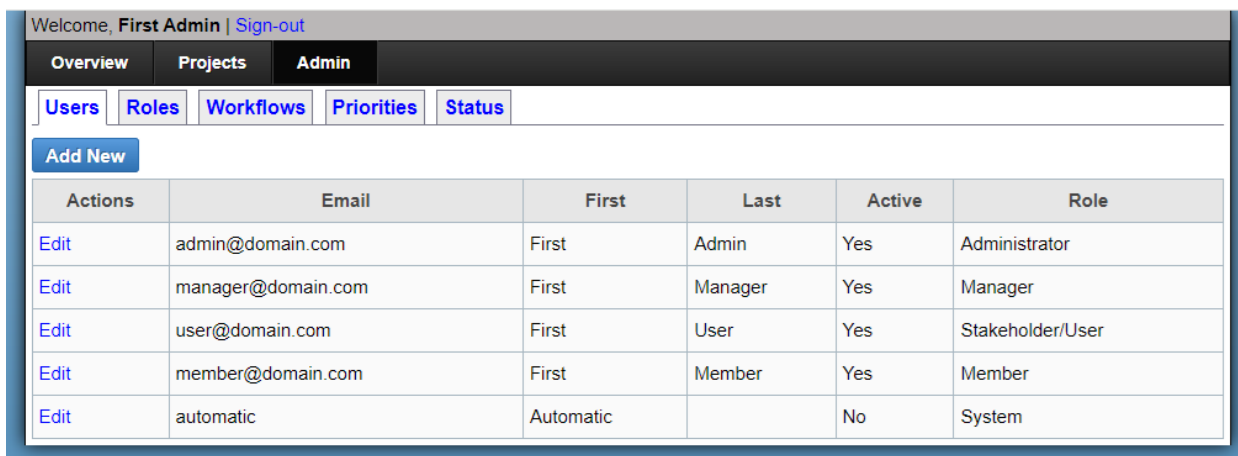 Welcome, First Admin | Sign-out
Overview Projects Admin
Users Roles Workflows Priorities Status
Add New
Actions Email First Last Active Role
Edit admin@domain.com First Admin Yes Administrator
Edit manager@domain.com First Manager Yes Manager
Edit user@domain.com First User Yes Stakeholder/User
Edit member@domain.com First Member Yes Member
Edit automatic Automatic No System